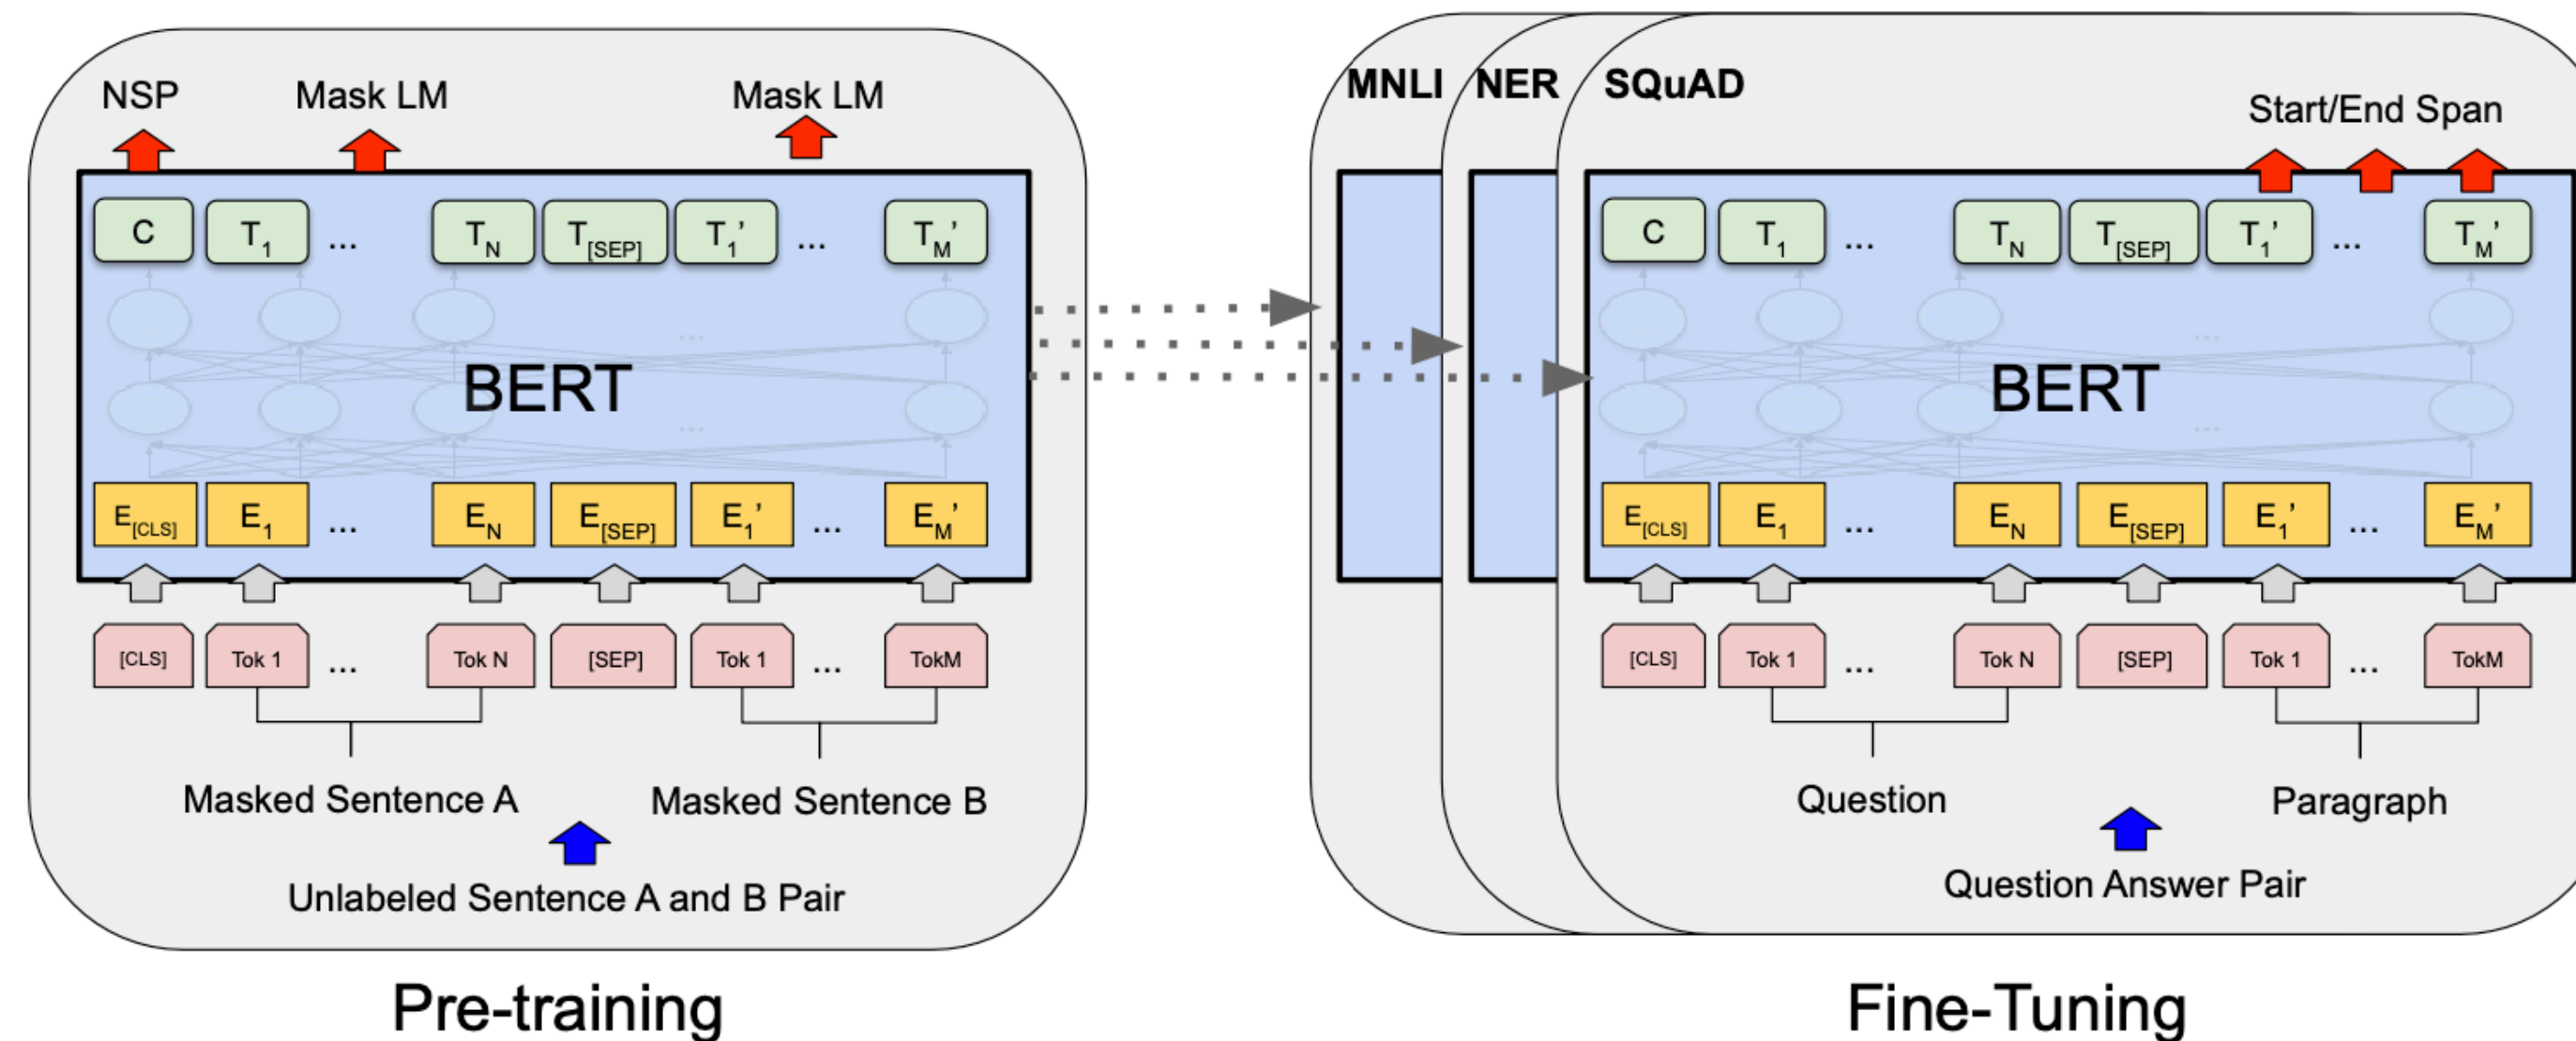 NSP Mask LM Mask LM
C T1 ... TN T[SEP] T1’ ... TM’
...
BERT
...
E[CLS] E1 ... EN E[SEP] E1’ ... EM’
[CLS] Tok 1 ... Tok N [SEP] Tok 1 ... TokM
Masked Sentence A Masked Sentence B
Unlabeled Sentence A and B Pair
Pre-training
MNLI NER SQuAD
Start/End Span
C T1 ... TN T[SEP] T1’ ... TM’
...
BERT
...
E[CLS] E1 ... EN E[SEP] E1’ ... EM’
[CLS] Tok 1 ... Tok N [SEP] Tok 1 ... TokM
Question Paragraph
Question Answer Pair
Fine-Tuning